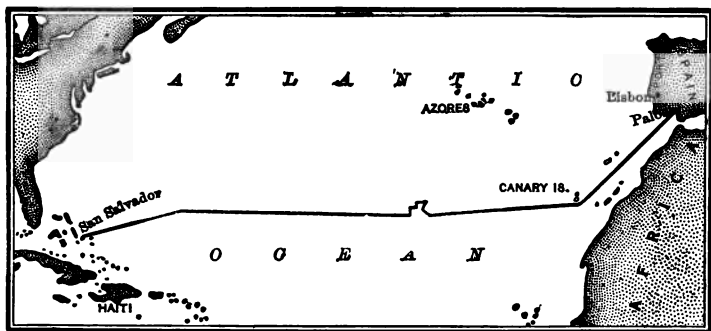 ATLANTIC
SPAIN
Lisbon
AZORES
Palos
CANARY IS.
AFRICA
San Salvador
OCEAN
HAITI